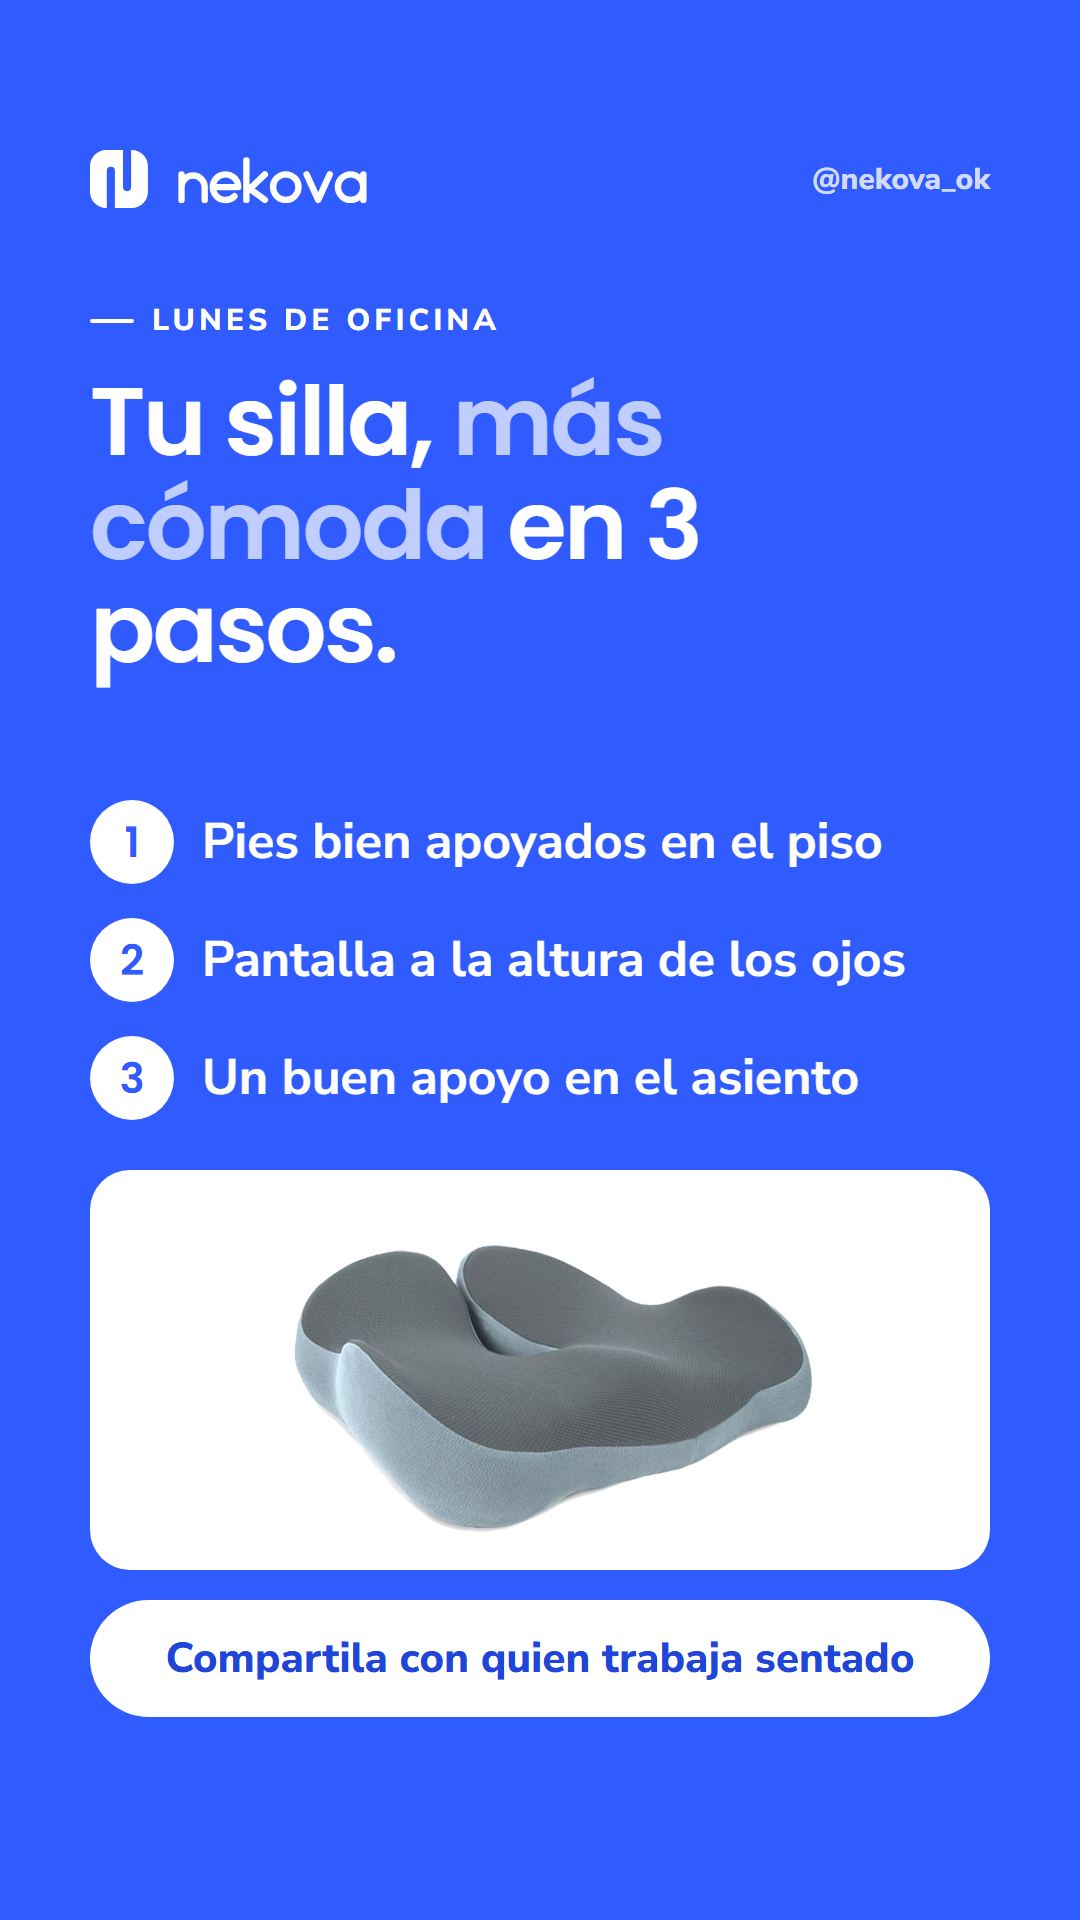 nekova
@nekova_ok
LUNES DE OFICINA
Tu silla, más
cómoda en 3
pasos.
1 Pies bien apoyados en el piso
2 Pantalla a la altura de los ojos
3 Un buen apoyo en el asiento
Compartila con quien trabaja sentado